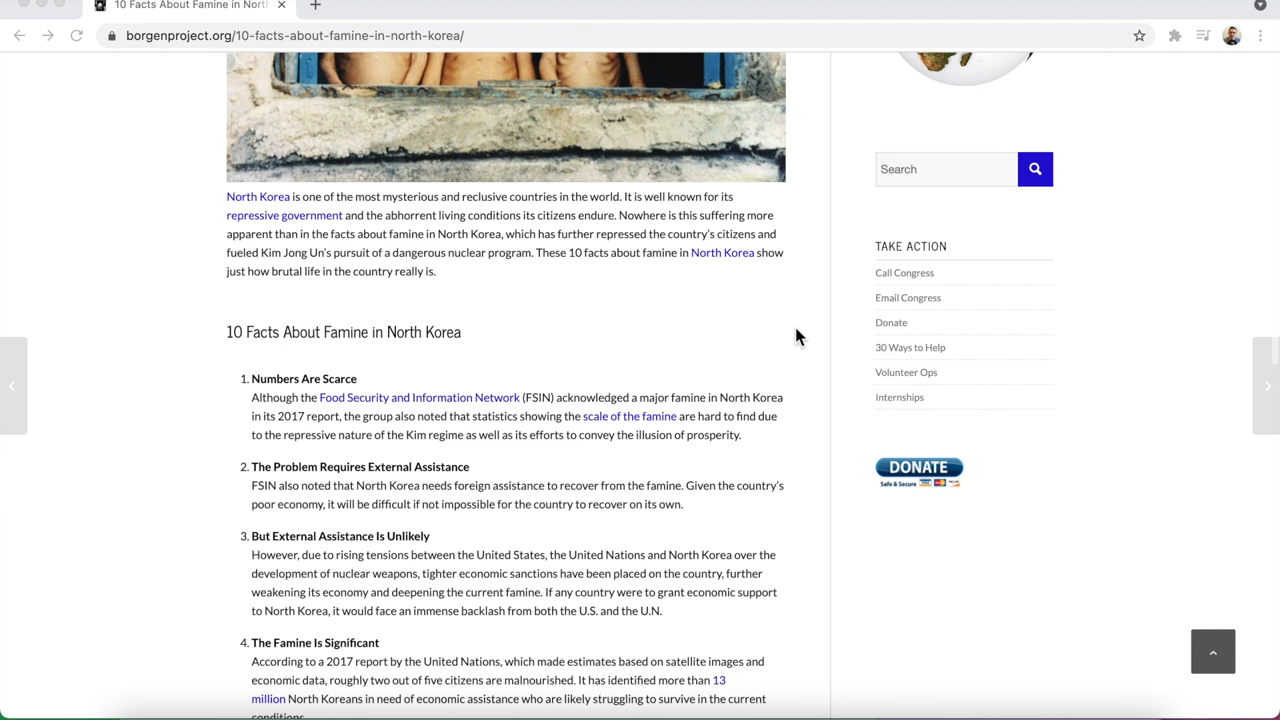 10 Facts About Famine in Nort
borgenproject.org/10-facts-about-famine-in-north-korea/
North Korea is one of the most mysterious and reclusive countries in the world. It is well known for its
repressive government and the abhorrent living conditions its citizens endure. Nowhere is this suffering more
apparent than in the facts about famine in North Korea, which has further repressed the country's citizens and
fueled Kim Jong Un's pursuit of a dangerous nuclear program. These 10 facts about famine in North Korea show
just how brutal life in the country really is.
10 Facts About Famine in North Korea
1. Numbers Are Scarce
Although the Food Security and Information Network (FSIN) acknowledged a major famine in North Korea
in its 2017 report, the group also noted that statistics showing the scale of the famine are hard to find due
to the repressive nature of the Kim regime as well as its efforts to convey the illusion of prosperity.
2. The Problem Requires External Assistance
FSIN also noted that North Korea needs foreign assistance to recover from the famine. Given the country's
poor economy, it will be difficult if not impossible for the country to recover on its own.
3. But External Assistance Is Unlikely
However, due to rising tensions between the United States, the United Nations and North Korea over the
development of nuclear weapons, tighter economic sanctions have been placed on the country, further
weakening its economy and deepening the current famine. If any country were to grant economic support
to North Korea, it would face an immense backlash from both the U.S. and the U.N.
4. The Famine Is Significant
According to a 2017 report by the United Nations, which made estimates based on satellite images and
economic data, roughly two out of five citizens are malnourished. It has identified more than 13
million North Koreans in need of economic assistance who are likely struggling to survive in the current
conditions.
Search
TAKE ACTION
Call Congress
Email Congress
Donate
30 Ways to Help
Volunteer Ops
Internships
DONATE
Safe & Secure